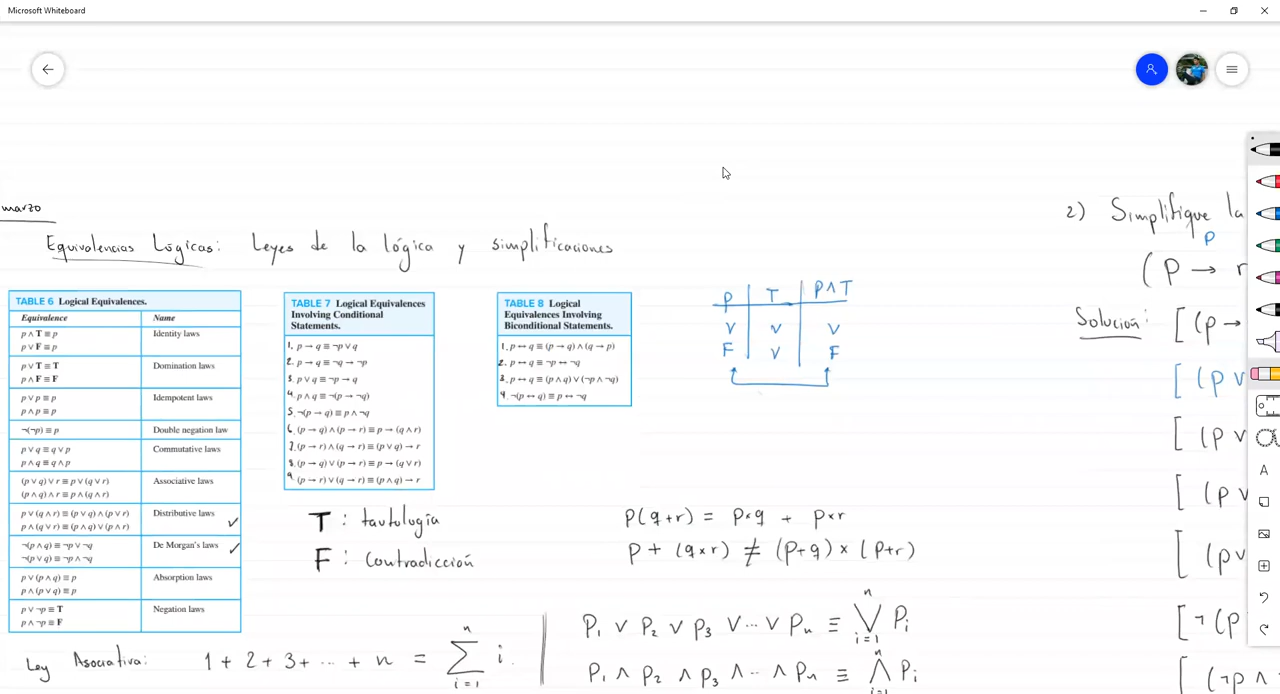 Microsoft Whiteboard
marzo
Equivalencias Lógicas: Leyes de la lógica y simplificaciones
TABLE 6 Logical Equivalences.
Equivalence Name
p ∧ T ≡ p Identity laws
p ∨ F ≡ p
p ∨ T ≡ T Domination laws
p ∧ F ≡ F
p ∨ p ≡ p Idempotent laws
p ∧ p ≡ p
¬(¬p) ≡ p Double negation law
p ∨ q ≡ q ∨ p Commutative laws
p ∧ q ≡ q ∧ p
(p ∨ q) ∨ r ≡ p ∨ (q ∨ r) Associative laws
(p ∧ q) ∧ r ≡ p ∧ (q ∧ r)
p ∨ (q ∧ r) ≡ (p ∨ q) ∧ (p ∨ r) Distributive laws ✓
p ∧ (q ∨ r) ≡ (p ∧ q) ∨ (p ∧ r)
¬(p ∧ q) ≡ ¬p ∨ ¬q De Morgan's laws ✓
¬(p ∨ q) ≡ ¬p ∧ ¬q
p ∨ (p ∧ q) ≡ p Absorption laws
p ∧ (p ∨ q) ≡ p
p ∨ ¬p ≡ T Negation laws
p ∧ ¬p ≡ F
TABLE 7 Logical Equivalences
Involving Conditional
Statements.
1. p → q ≡ ¬p ∨ q
2. p → q ≡ ¬q → ¬p
3. p ∨ q ≡ ¬p → q
4. p ∧ q ≡ ¬(p → ¬q)
5. ¬(p → q) ≡ p ∧ ¬q
6. (p → q) ∧ (p → r) ≡ p → (q ∧ r)
7. (p → r) ∧ (q → r) ≡ (p ∨ q) → r
8. (p → q) ∨ (p → r) ≡ p → (q ∨ r)
9. (p → r) ∨ (q → r) ≡ (p ∧ q) → r
TABLE 8 Logical
Equivalences Involving
Biconditional Statements.
1. p ↔ q ≡ (p → q) ∧ (q → p)
2. p ↔ q ≡ ¬p ↔ ¬q
3. p ↔ q ≡ (p ∧ q) ∨ (¬p ∧ ¬q)
4. ¬(p ↔ q) ≡ p ↔ ¬q
P T P∧T
V V V
F V F
T : tautología
F : Contradicción
p(q+r) = p×q + p×r
p + (q×r) ≠ (p+q) × (p+r)
Ley Asociativa: 1 + 2 + 3 + ··· + n = ∑ i=1 n i.
P1 ∨ P2 ∨ P3 ∨ ··· ∨ Pn ≡ ⋁ i=1 n Pi
P1 ∧ P2 ∧ P3 ∧ ··· ∧ Pn ≡ ⋀ i=1 n Pi
2) Simplifique la
P
(P → r
Solución: [ (p →
[ (p ∨
[ (p ∨
[ (p ∨
[ (p ∨
[¬(p
[(¬p ∧
A